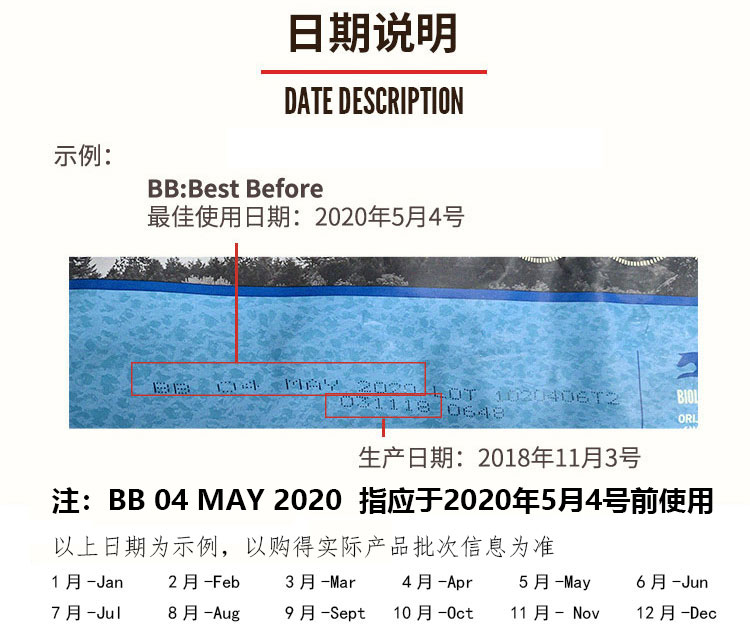 日期说明
DATE DESCRIPTION
示例：
BB:Best Before
最佳使用日期：2020年5月4号
BB 04 MAY 2020 LOT 1020406T2
031118 0648
BIOL
ORL
生产日期：2018年11月3号
注：BB 04 MAY 2020 指应于2020年5月4号前使用
以上日期为示例，以购得实际产品批次信息为准
1月-Jan 2月-Feb 3月-Mar 4月-Apr 5月-May 6月-Jun
7月-Jul 8月-Aug 9月-Sept 10月-Oct 11月- Nov 12月-Dec